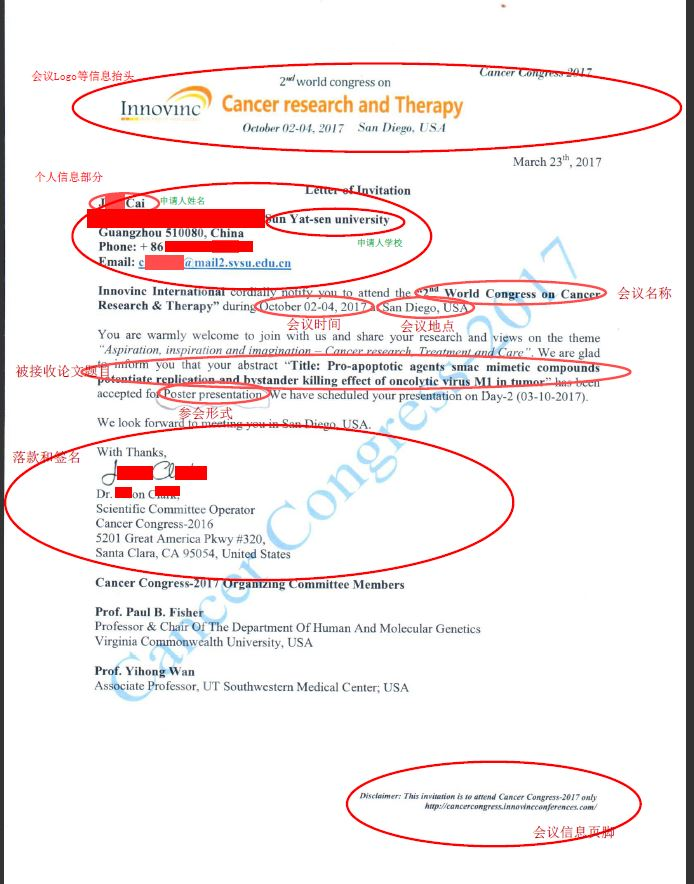 会议Logo等信息抬头
Cancer Congress 2017
2nd world congress on
Innovinc
Cancer research and Therapy
October 02-04, 2017 San Diego, USA
March 23th, 2017
个人信息部分
Letter of Invitation
J Cai 申请人姓名
Sun Yat-sen university
Guangzhou 510080, China 申请人学校
Phone: + 86
Email: c @mail2.sysu.edu.cn
Innovinc International cordially notify you to attend the “2nd World Congress on Cancer 会议名称
Research & Therapy” during October 02-04, 2017 at San Diego, USA
会议时间 会议地点
You are warmly welcome to join with us and share your research and views on the theme
“Aspiration, inspiration and imagination – Cancer research, Treatment and Care”. We are glad
被接收论文题目
to inform you that your abstract “Title: Pro-apoptotic agents smac mimetic compounds
potentiate replication and bystander killing effect of oncolytic virus M1 in tumor” has been
accepted for Poster presentation. We have scheduled your presentation on Day-2 (03-10-2017).
参会形式
We look forward to meeting you in San Diego, USA.
落款和签名
With Thanks,
Dr. on
Scientific Committee Operator
Cancer Congress-2016
5201 Great America Pkwy #320,
Santa Clara, CA 95054, United States
Cancer Congress-2017 Organizing Committee Members
Prof. Paul B. Fisher
Professor & Chair Of The Department Of Human And Molecular Genetics
Virginia Commonwealth University, USA
Prof. Yihong Wan
Associate Professor, UT Southwestern Medical Center; USA
Cancer Congress-2017
Disclaimer: This invitation is to attend Cancer Congress-2017 only
http://cancercongress.innovincconferences.com/
会议信息页脚